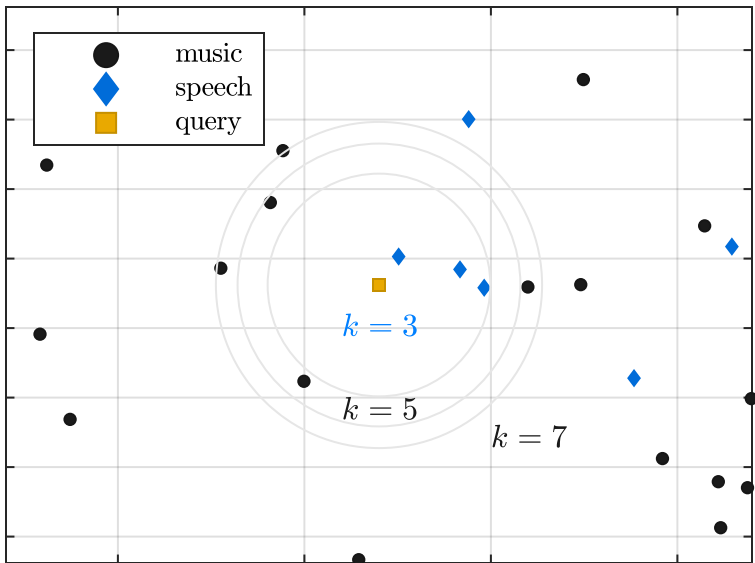 music
speech
query
k = 3
k = 5
k = 7